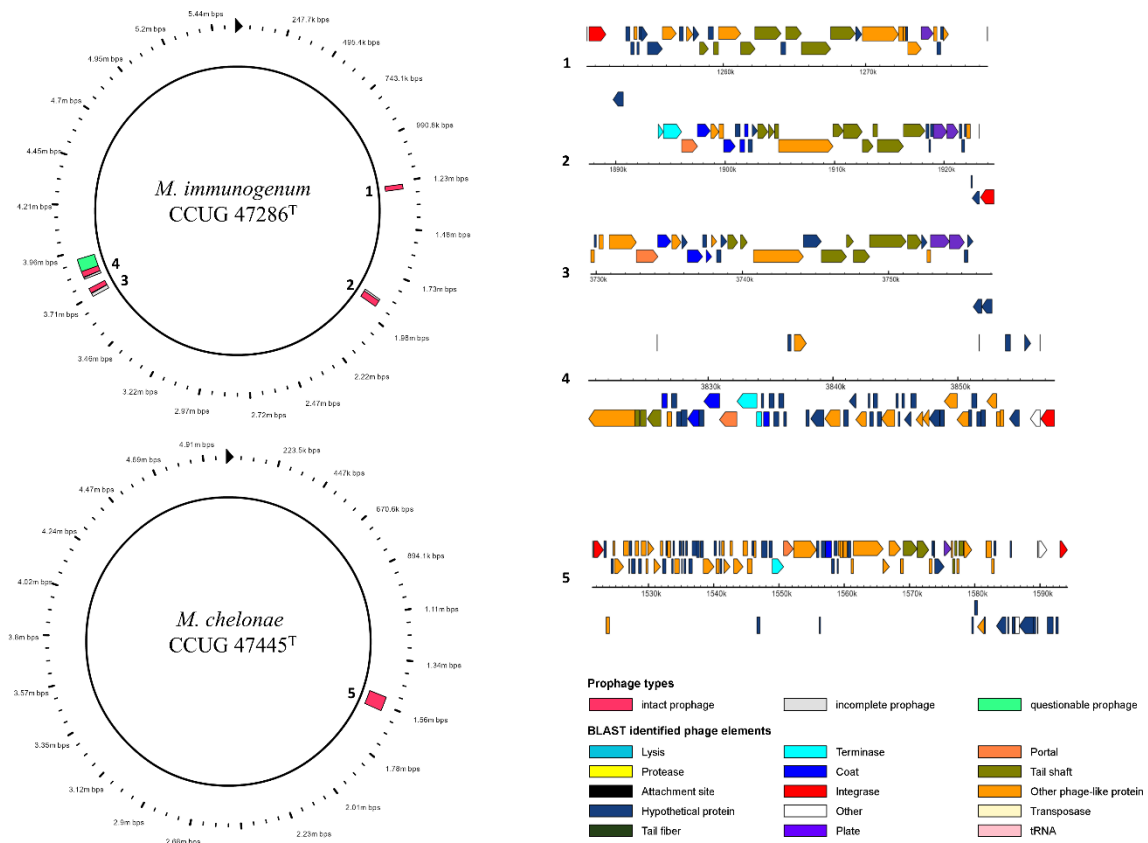 5.44m bps
247.7k bps
495.4k bps
743.1k bps
990.8k bps
1.23m bps
1.48m bps
1.73m bps
1.98m bps
2.22m bps
2.47m bps
2.72m bps
2.97m bps
3.22m bps
3.46m bps
3.71m bps
3.96m bps
4.21m bps
4.45m bps
4.7m bps
4.95m bps
5.2m bps
M. immunogenum
CCUG 47286T
1
2
3
4
4.91m bps
223.5k bps
447k bps
670.6k bps
894.1k bps
1.11m bps
1.34m bps
1.56m bps
1.78m bps
2.01m bps
2.23m bps
2.9m bps
3.12m bps
3.35m bps
3.57m bps
3.8m bps
4.02m bps
4.24m bps
4.47m bps
4.69m bps
M. chelonae
CCUG 47445T
5
1
1260k 1270k
2
1890k 1900k 1910k 1920k
3
3730k 3740k 3750k
4
3830k 3840k 3850k
5
1530k 1540k 1550k 1560k 1570k 1580k 1590k
Prophage types
intact prophage incomplete prophage questionable prophage
BLAST identified phage elements
Lysis Terminase Portal
Protease Coat Tail shaft
Attachment site Integrase Other phage-like protein
Hypothetical protein Other Transposase
Tail fiber Plate tRNA